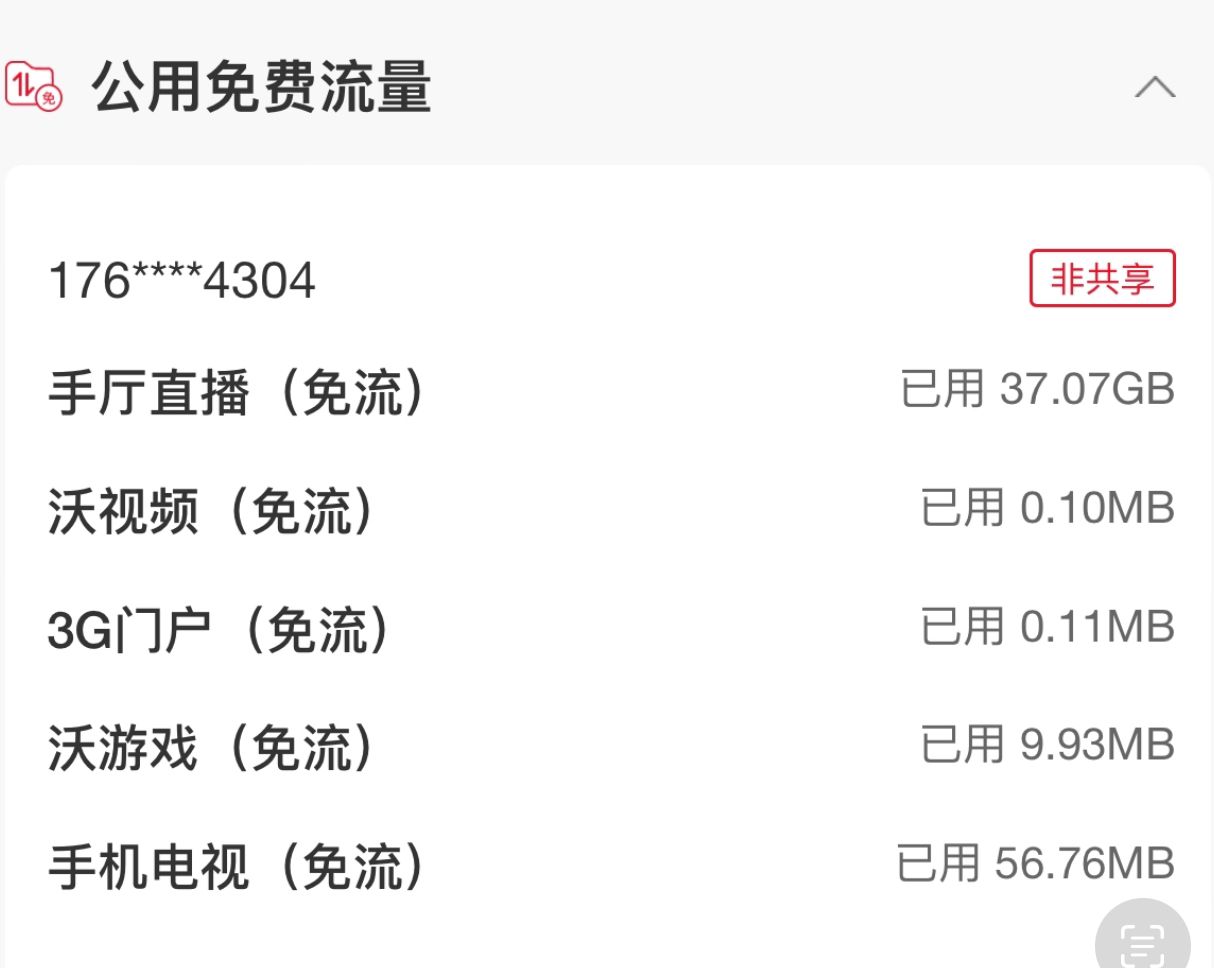 公用免费流量
176****4304 非共享
手厅直播（免流） 已用 37.07GB
沃视频（免流） 已用 0.10MB
3G门户（免流） 已用 0.11MB
沃游戏（免流） 已用 9.93MB
手机电视（免流） 已用 56.76MB